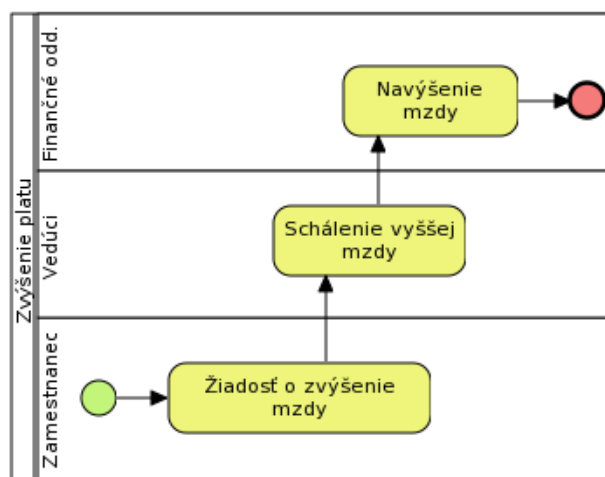 Zvýšenie platu
Finančné odd.
Navýšenie
mzdy
Vedúci
Schálenie vyššej
mzdy
Zamestnanec
Žiadosť o zvýšenie
mzdy